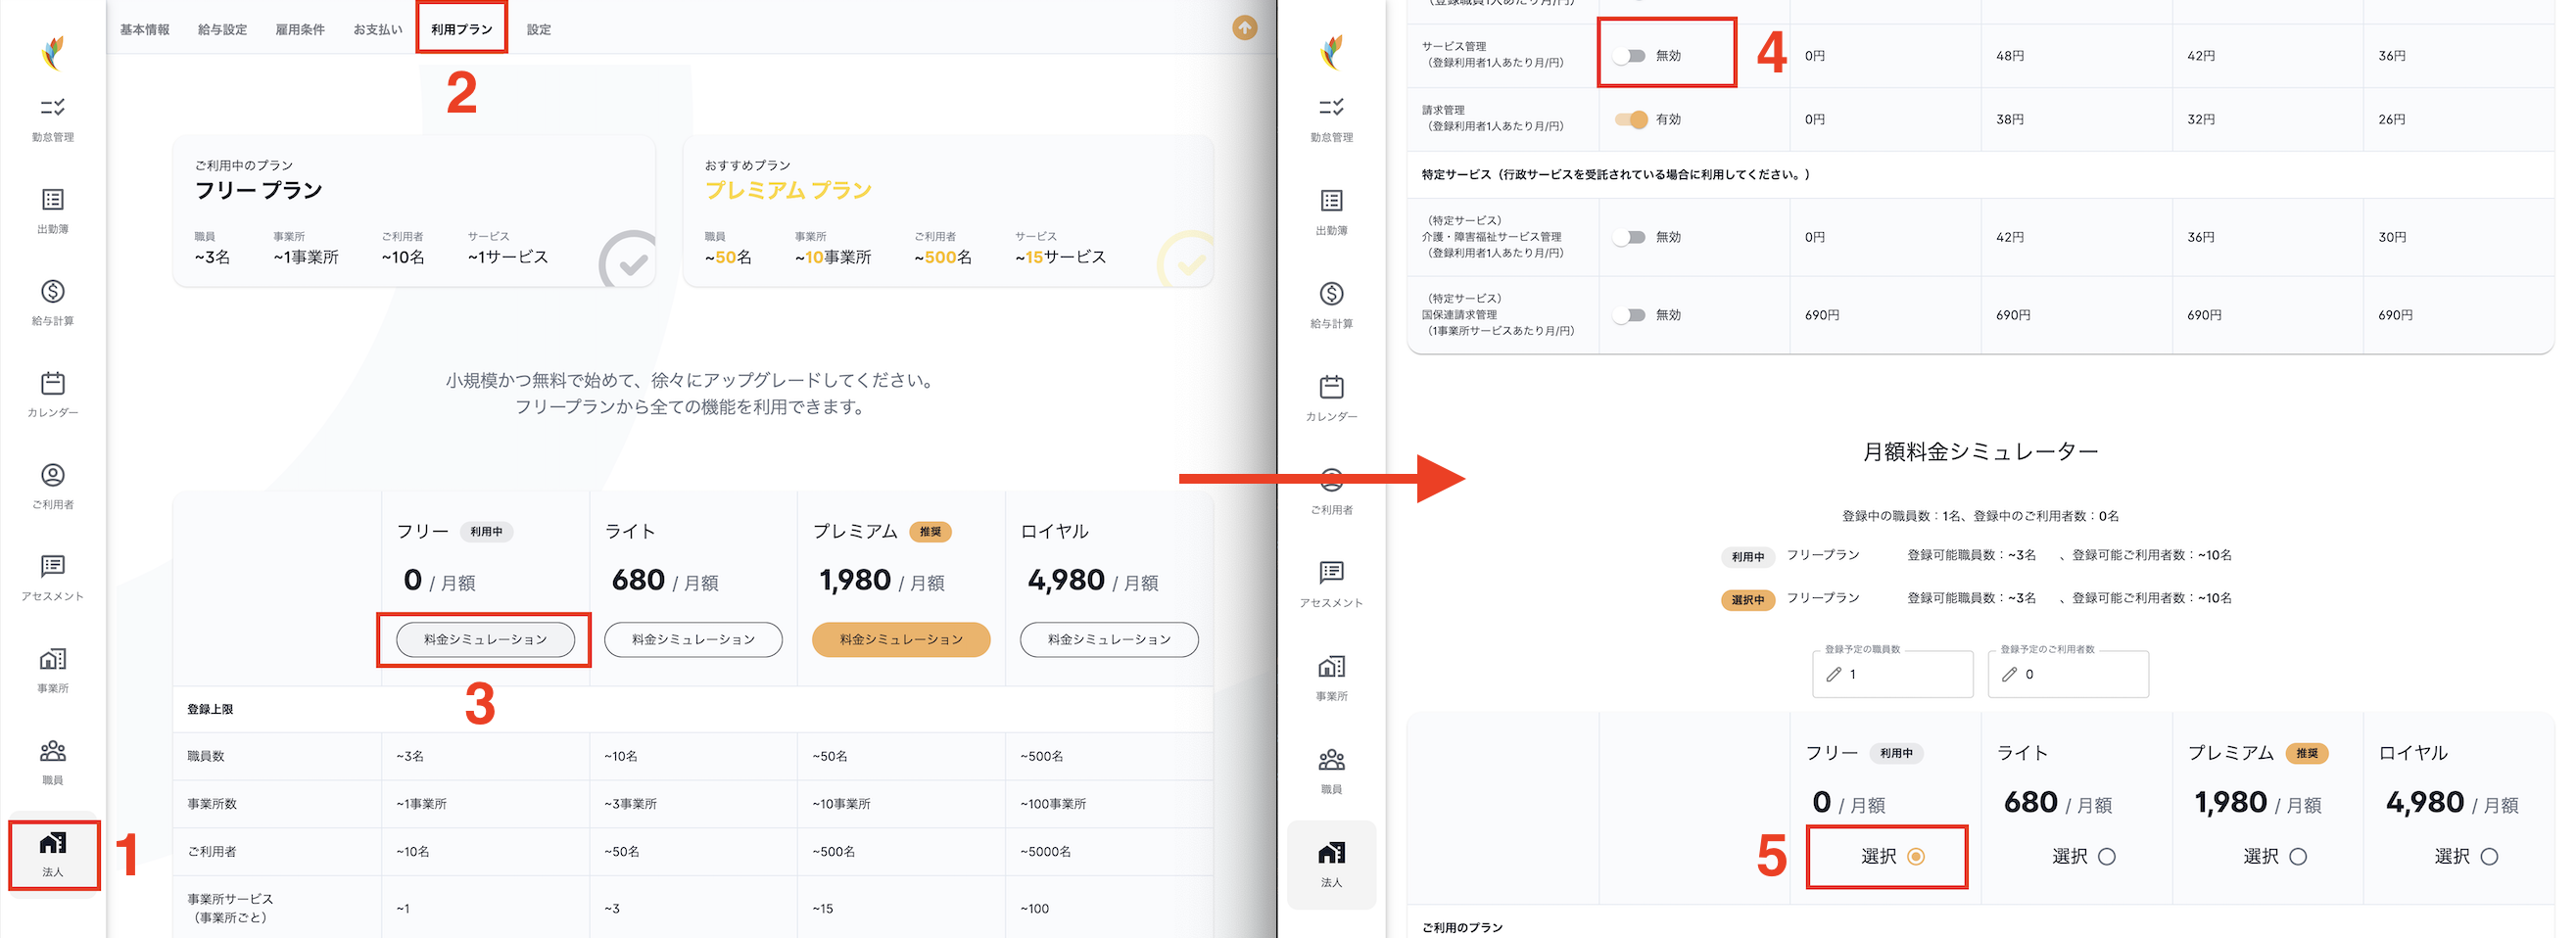 基本情報 給与設定 雇用条件 お支払い 利用プラン 設定
2
勤怠管理
出勤簿
給与計算
カレンダー
ご利用者
アセスメント
事業所
職員
法人
1
ご利用中のプラン
フリー プラン
職員 事業所 ご利用者 サービス
~3名 ~1事業所 ~10名 ~1サービス
おすすめプラン
プレミアム プラン
職員 事業所 ご利用者 サービス
~50名 ~10事業所 ~500名 ~15サービス
小規模かつ無料で始めて、徐々にアップグレードしてください。
フリープランから全ての機能を利用できます。
フリー 利用中 ライト プレミアム 推奨 ロイヤル
0 / 月額 680 / 月額 1,980 / 月額 4,980 / 月額
料金シミュレーション 料金シミュレーション 料金シミュレーション 料金シミュレーション
3
登録上限
職員数 ~3名 ~10名 ~50名 ~500名
事業所数 ~1事業所 ~3事業所 ~10事業所 ~100事業所
ご利用者 ~10名 ~50名 ~500名 ~5000名
事業所サービス
（事業所ごと） ~1 ~3 ~15 ~100
勤怠管理
出勤簿
給与計算
カレンダー
ご利用者
アセスメント
事業所
職員
法人
（登録職員1人あたり月/円）
サービス管理
（登録利用者1人あたり月/円） 無効 4 0円 48円 42円 36円
請求管理
（登録利用者1人あたり月/円） 有効 0円 38円 32円 26円
特定サービス（行政サービスを受託されている場合に利用してください。）
（特定サービス）
介護・障害福祉サービス管理
（登録利用者1人あたり月/円） 無効 0円 42円 36円 30円
（特定サービス）
国保連請求管理
（1事業所サービスあたり月/円） 無効 690円 690円 690円 690円
月額料金シミュレーター
登録中の職員数：1名、登録中のご利用者数：0名
利用中 フリープラン 登録可能職員数：~3名 、登録可能ご利用者数：~10名
選択中 フリープラン 登録可能職員数：~3名 、登録可能ご利用者数：~10名
登録予定の職員数 登録予定のご利用者数
1 0
フリー 利用中 ライト プレミアム 推奨 ロイヤル
0 / 月額 680 / 月額 1,980 / 月額 4,980 / 月額
5 選択 選択 選択 選択
ご利用のプラン